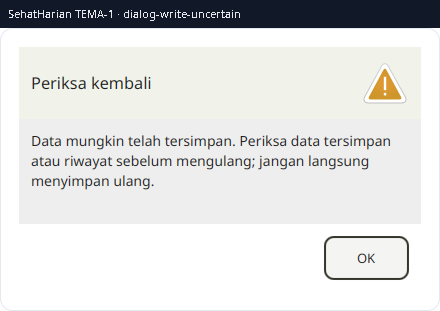 SehatHarian TEMA-1 · dialog-write-uncertain
Periksa kembali
Data mungkin telah tersimpan. Periksa data tersimpan
atau riwayat sebelum mengulang; jangan langsung
menyimpan ulang.
OK